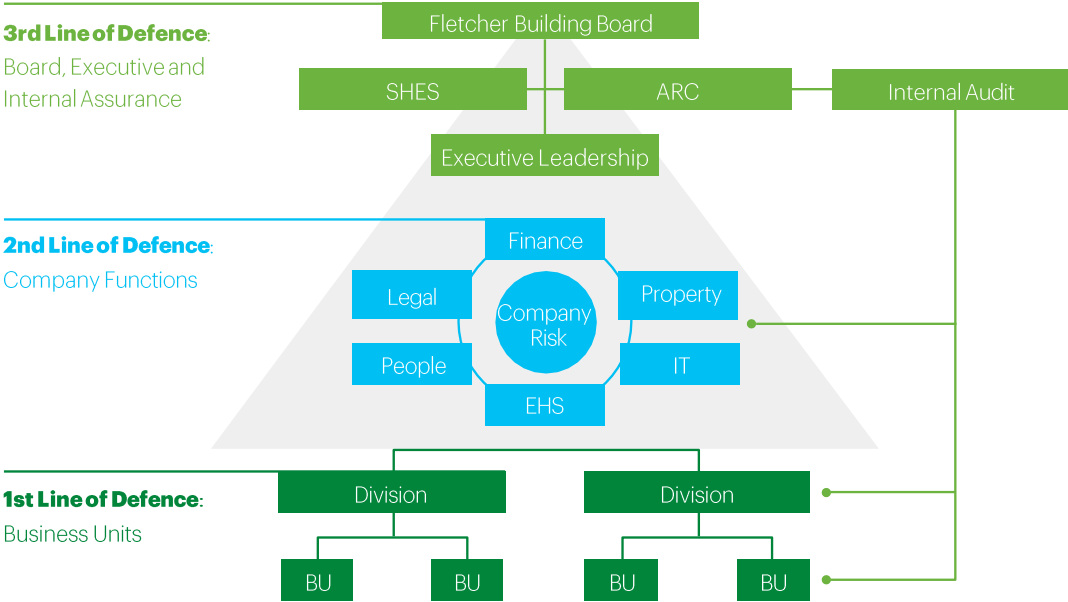 3rd Line of Defence:
Board, Executive and
Internal Assurance
Fletcher Building Board
SHES
ARC
Internal Audit
Executive Leadership
2nd Line of Defence:
Company Functions
Finance
Legal
Property
Company
Risk
People
IT
EHS
1st Line of Defence:
Business Units
Division
Division
BU
BU
BU
BU